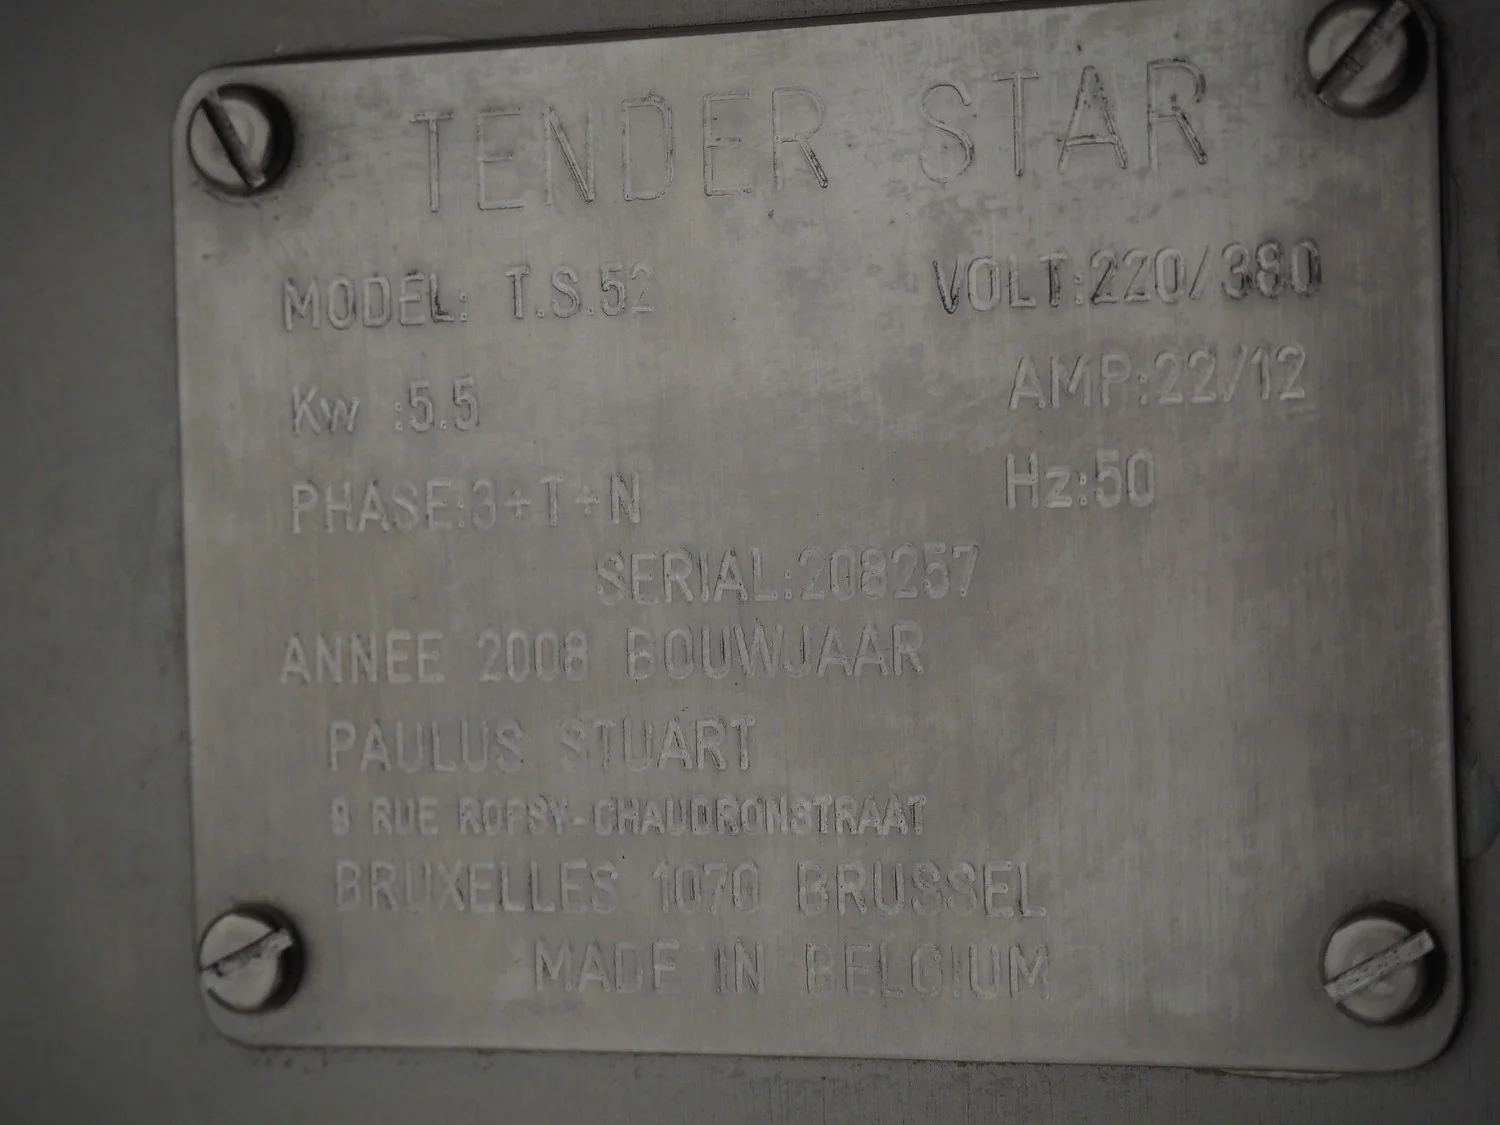 TENDER STAR
MODEL: T.S.52 VOLT:220/380
Kw :5.5 AMP:22/12
PHASE:3+T+N Hz:50
SERIAL:208257
ANNEE 2008 BOUWJAAR
PAULUS STUART
9 RUE ROPSY-CHAUDRONSTRAAT
BRUXELLES 1070 BRUSSEL
MADE IN BELGIUM